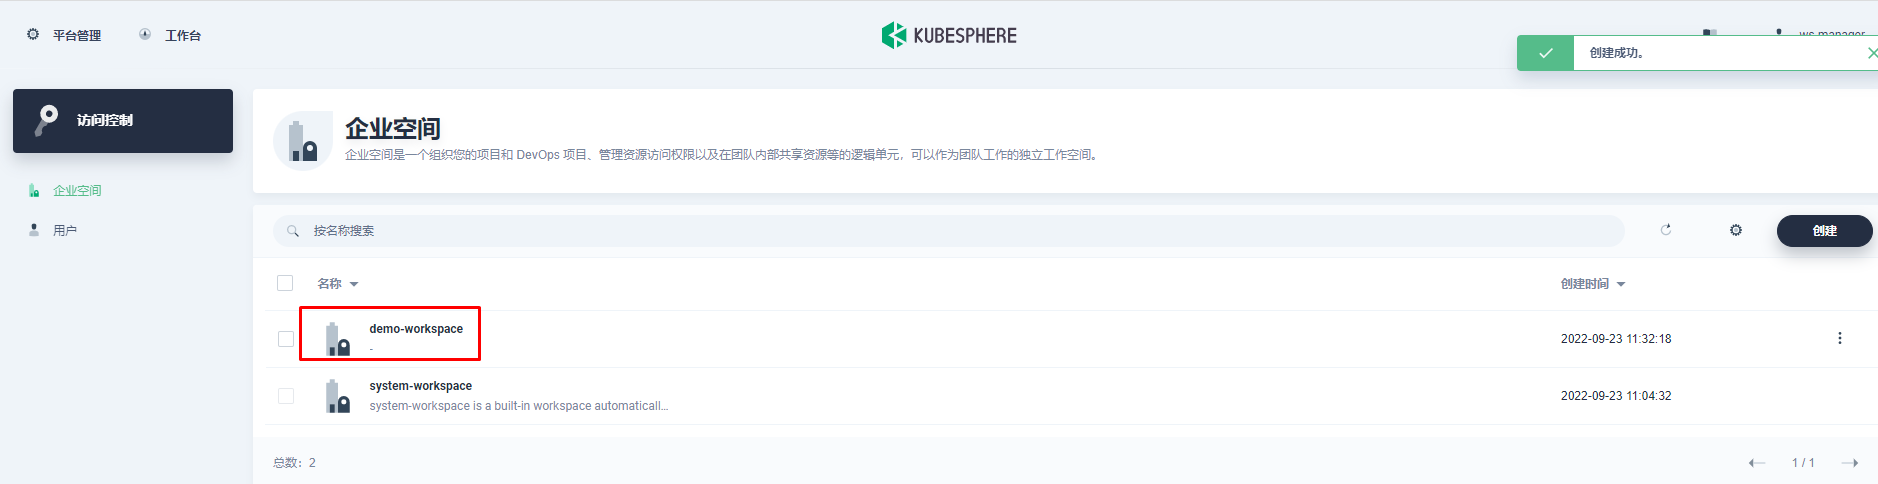 平台管理 工作台 KUBESPHERE ws-manager
创建成功。
访问控制
企业空间
企业空间是一个组织您的项目和 DevOps 项目、管理资源访问权限以及在团队内部共享资源等的逻辑单元，可以作为团队工作的独立工作空间。
企业空间
用户
按名称搜索 创建
名称 创建时间
demo-workspace 2022-09-23 11:32:18
-
system-workspace 2022-09-23 11:04:32
system-workspace is a built-in workspace automaticall...
总数：2 1 / 1